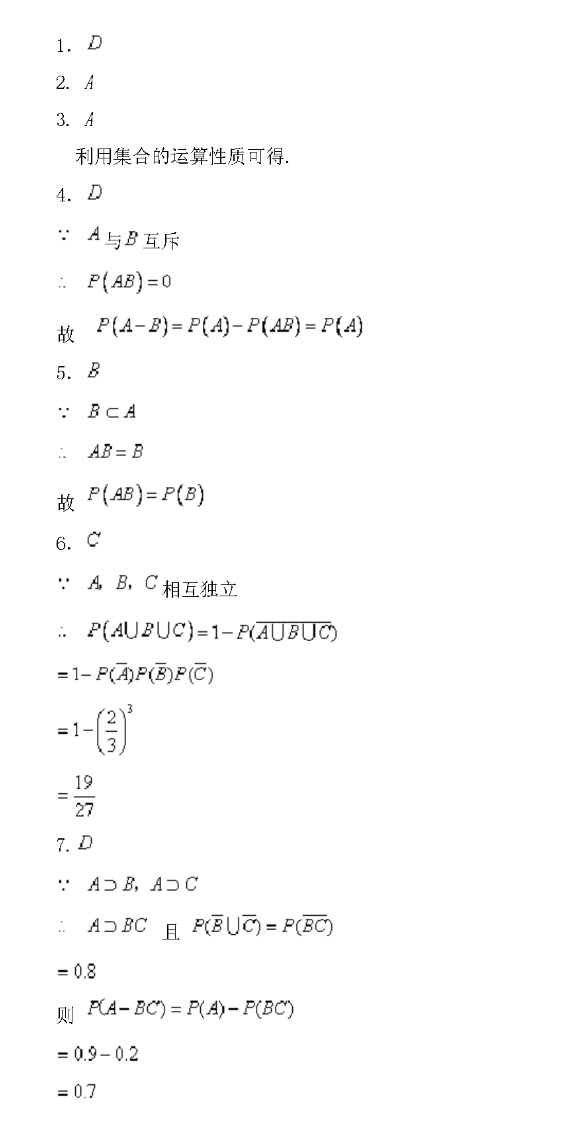 1. D
2. A
3. A
利用集合的运算性质可得.
4. D
∵ A与B互斥
∴ P(AB)=0
故 P(A−B)=P(A)−P(AB)=P(A)
5. B
∵ B⊂A
∴ AB=B
故 P(AB)=P(B)
6. C
∵ A, B, C相互独立
∴ P(A∪B∪C)=1−P(\overline{A∪B∪C})
=1−P(\overline{A})P(\overline{B})P(\overline{C})
=1−(2/3)^3
=19/27
7. D
∵ A⊃B, A⊃C
∴ A⊃BC 且 P(\overline{B}∪\overline{C})=P(\overline{BC})
=0.8
则 P(A−BC)=P(A)−P(BC)
=0.9−0.2
=0.7